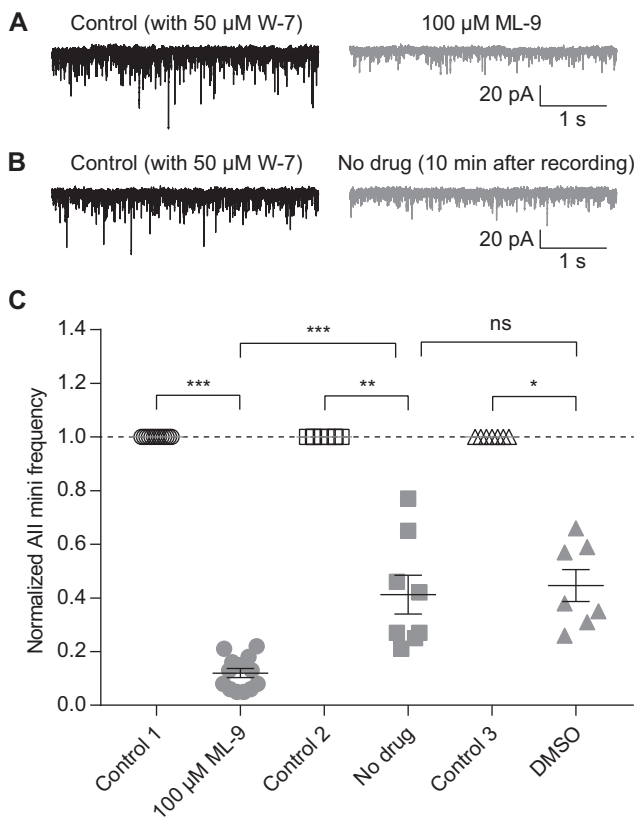 A
Control (with 50 µM W-7)
100 µM ML-9
20 pA
1 s
B
Control (with 50 µM W-7)
No drug (10 min after recording)
20 pA
1 s
C
Normalized AII mini frequency
1.4
1.2
1.0
0.8
0.6
0.4
0.2
0.0
***
ns
***
**
*
Control 1
100 µM ML-9
Control 2
No drug
Control 3
DMSO